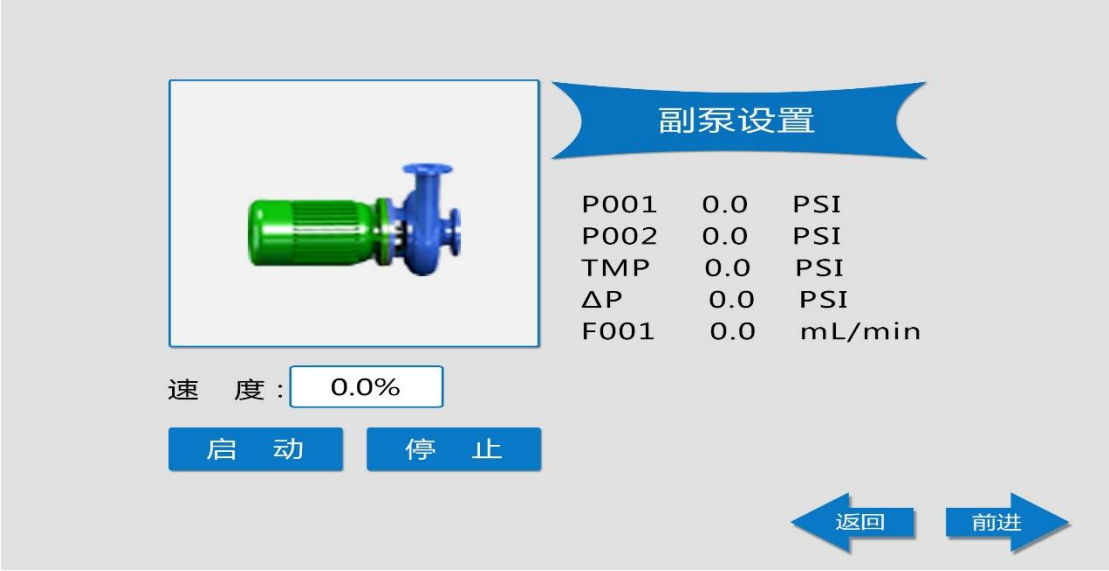 副泵设置
P001 0.0 PSI
P002 0.0 PSI
TMP 0.0 PSI
ΔP 0.0 PSI
F001 0.0 mL/min
速 度 : 0.0%
启 动 停 止
返回 前进